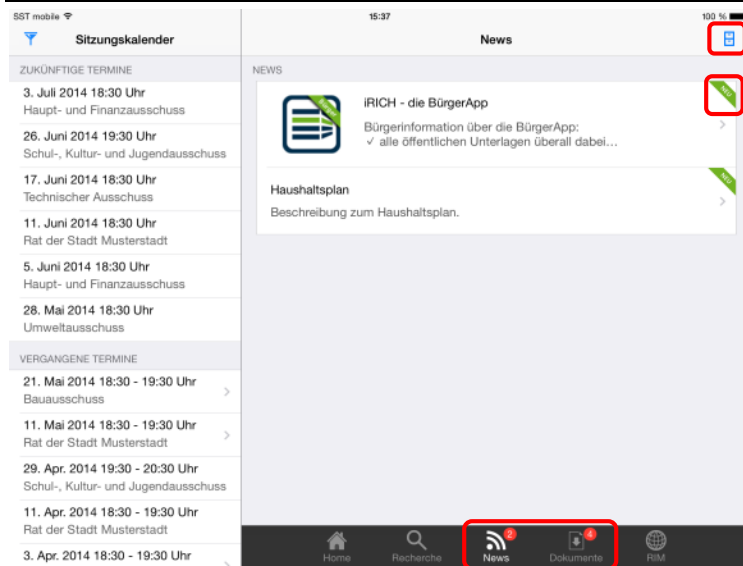 SST mobile
15:37
100 %
Sitzungskalender
News
ZUKÜNFTIGE TERMINE
3. Juli 2014 18:30 Uhr
Haupt- und Finanzausschuss
26. Juni 2014 19:30 Uhr
Schul-, Kultur- und Jugendausschuss
17. Juni 2014 18:30 Uhr
Technischer Ausschuss
11. Juni 2014 18:30 Uhr
Rat der Stadt Musterstadt
5. Juni 2014 18:30 Uhr
Haupt- und Finanzausschuss
28. Mai 2014 18:30 Uhr
Umweltausschuss
VERGANGENE TERMINE
21. Mai 2014 18:30 - 19:30 Uhr
Bauausschuss
11. Mai 2014 18:30 - 19:30 Uhr
Rat der Stadt Musterstadt
29. Apr. 2014 19:30 - 20:30 Uhr
Schul-, Kultur- und Jugendausschuss
11. Apr. 2014 18:30 - 19:30 Uhr
Rat der Stadt Musterstadt
3. Apr. 2014 18:30 - 19:30 Uhr
NEWS
iRICH - die BürgerApp
NEU
Bürgerinformation über die BürgerApp:
✓ alle öffentlichen Unterlagen überall dabei...
Haushaltsplan
NEU
Beschreibung zum Haushaltsplan.
Home
Recherche
2
News
4
Dokumente
RIM